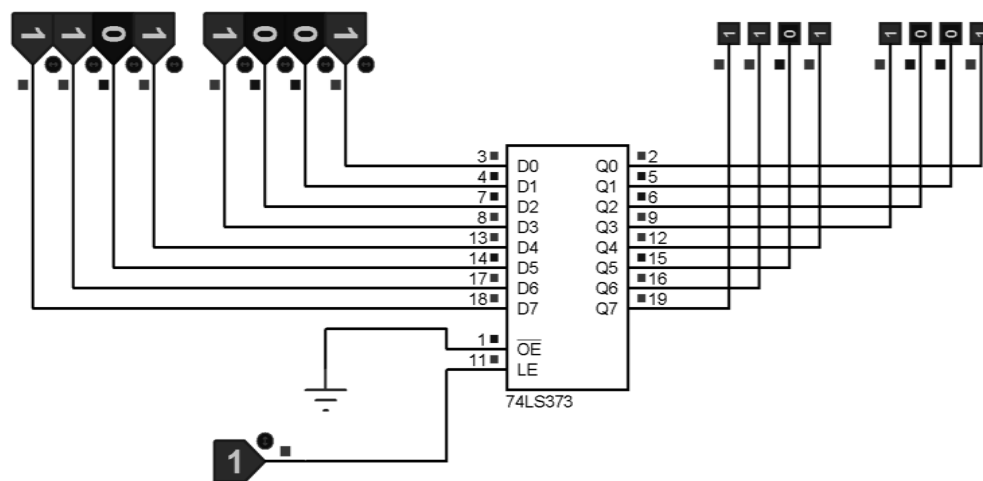 1 1 0 1 1 0 0 1 1 1 0 1 1 0 0 1
3 D0 Q0 2
4 D1 Q1 5
7 D2 Q2 6
8 D3 Q3 9
13 D4 Q4 12
14 D5 Q5 15
17 D6 Q6 16
18 D7 Q7 19
1 OE
11 LE
74LS373
1